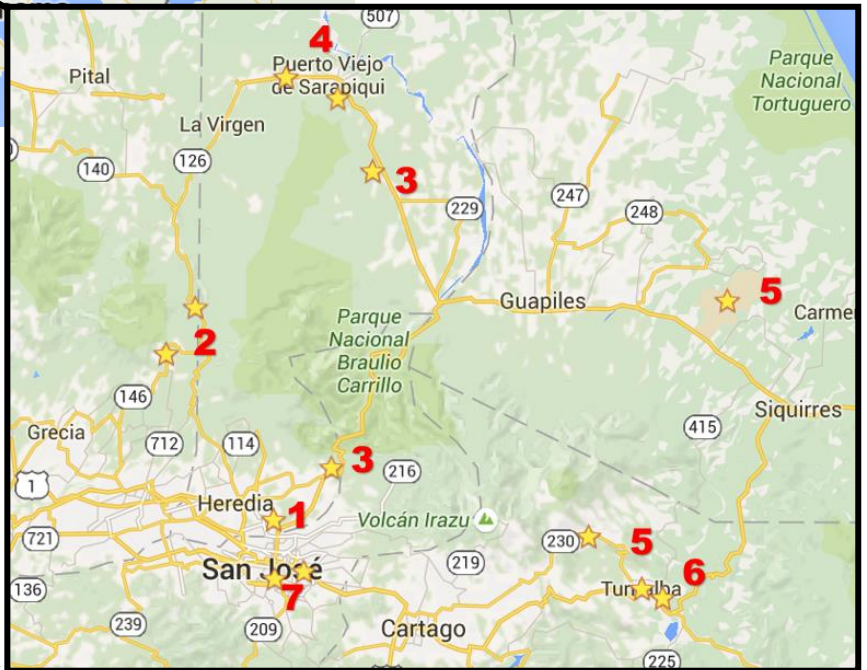 507
4
Puerto Viejo
de Sarapiqui
Parque
Nacional
Tortuguero
Pital
La Virgen
140
126
3
229
247
248
5
Guapiles
Carme
Parque
Nacional
Braulio
Carrillo
2
146
Grecia
712
114
415
Siquirres
3
216
1
Heredia
1
Volcán Irazu
721
San José
230
5
219
6
136
7
239
209
Cartago
225